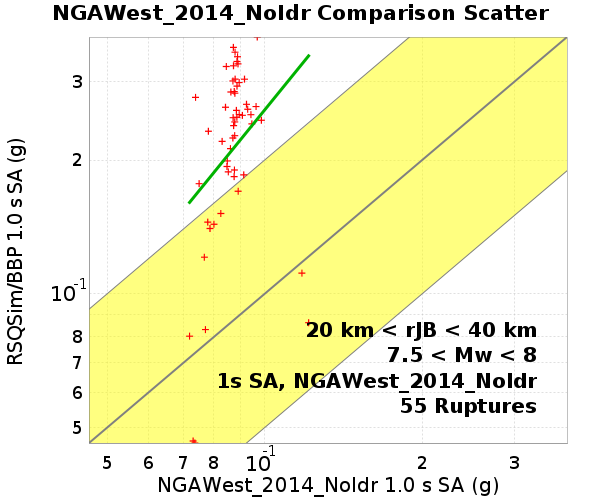 NGAWest_2014_NoIdr Comparison Scatter
RSQSim/BBP 1.0 s SA (g)
3
2
10-1
8
7
6
5
20 km < rJB < 40 km
7.5 < Mw < 8
1s SA, NGAWest_2014_NoIdr
55 Ruptures
5 6 7 8 10-1 2 3
NGAWest_2014_NoIdr 1.0 s SA (g)